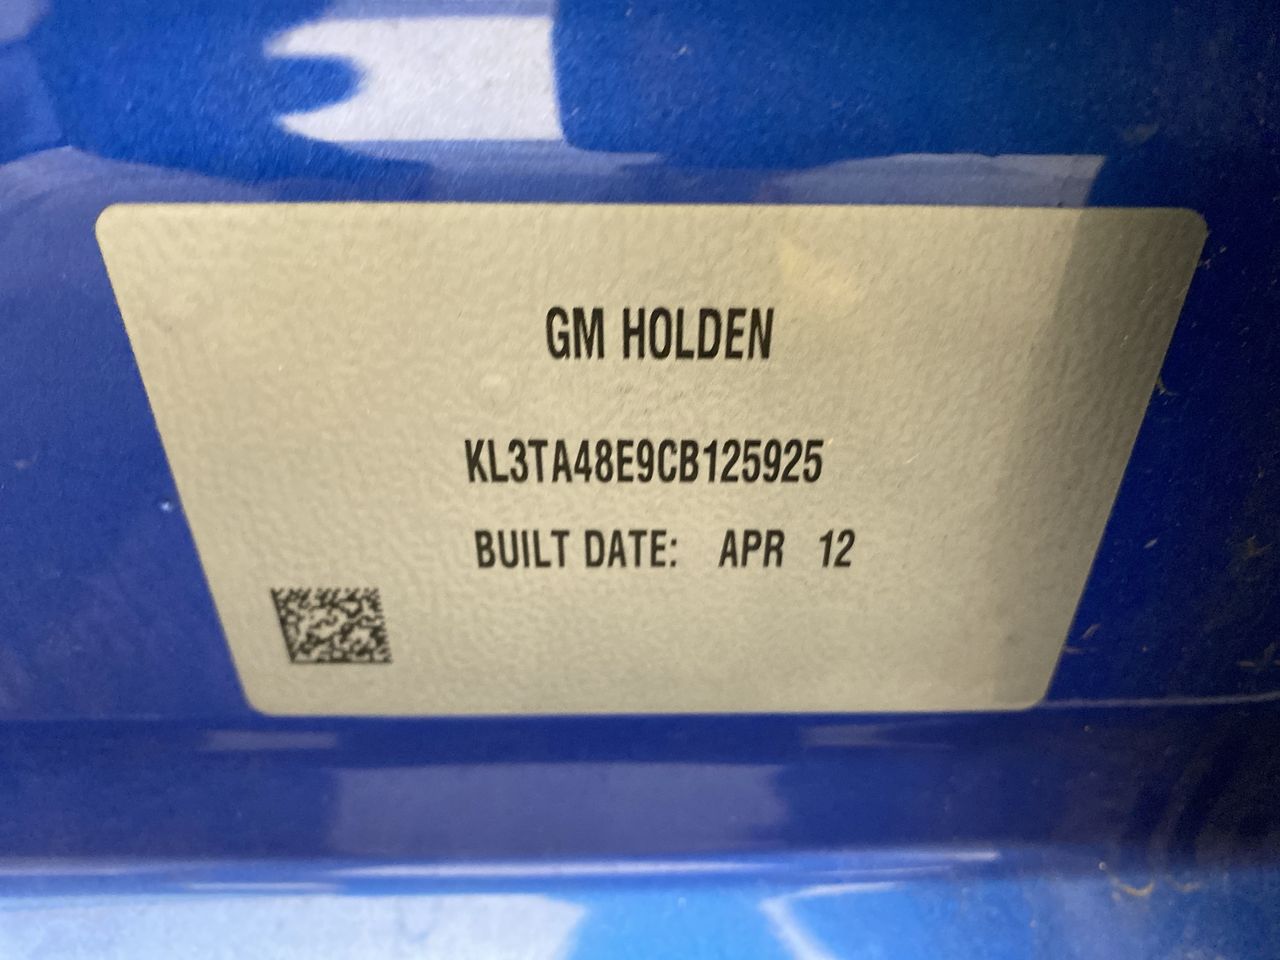 GM HOLDEN
KL3TA48E9CB125925
BUILT DATE: APR 12